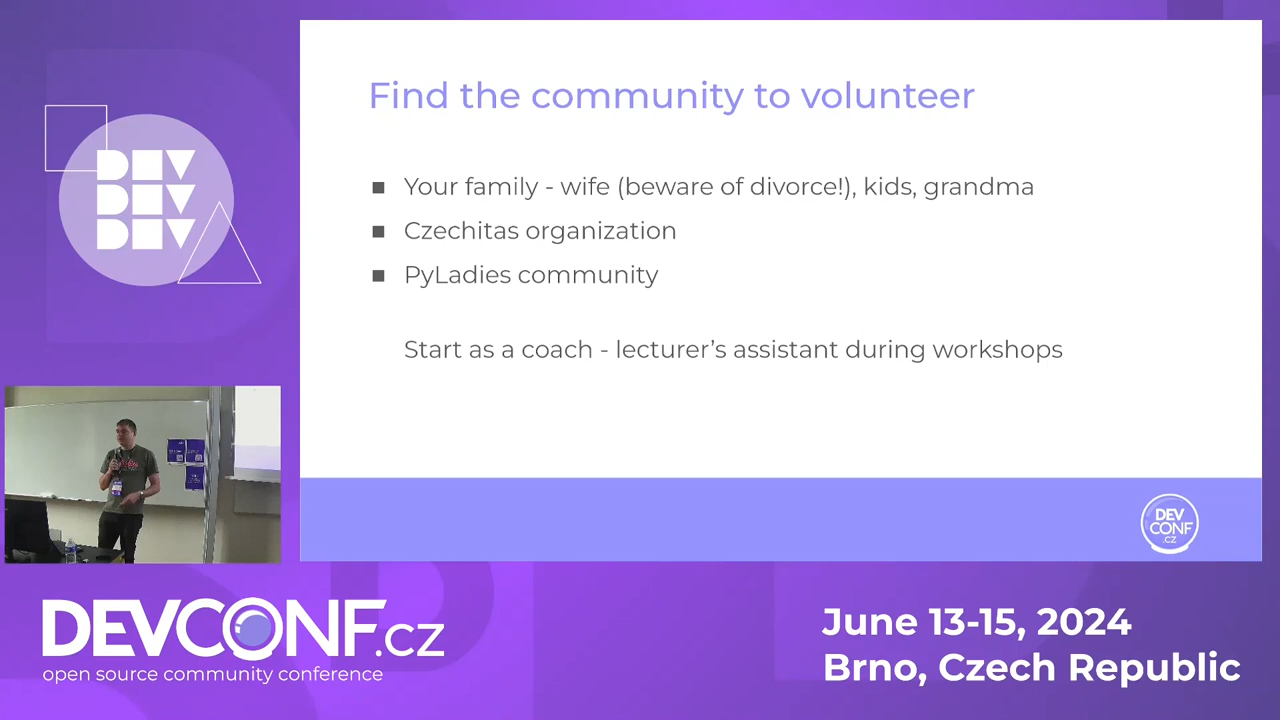 Find the community to volunteer
■ Your family - wife (beware of divorce!), kids, grandma
■ Czechitas organization
■ PyLadies community
Start as a coach - lecturer’s assistant during workshops
DEV
CONF
.CZ
DEV
DEV
DEV
DEVCONF.cz
open source community conference
June 13-15, 2024
Brno, Czech Republic